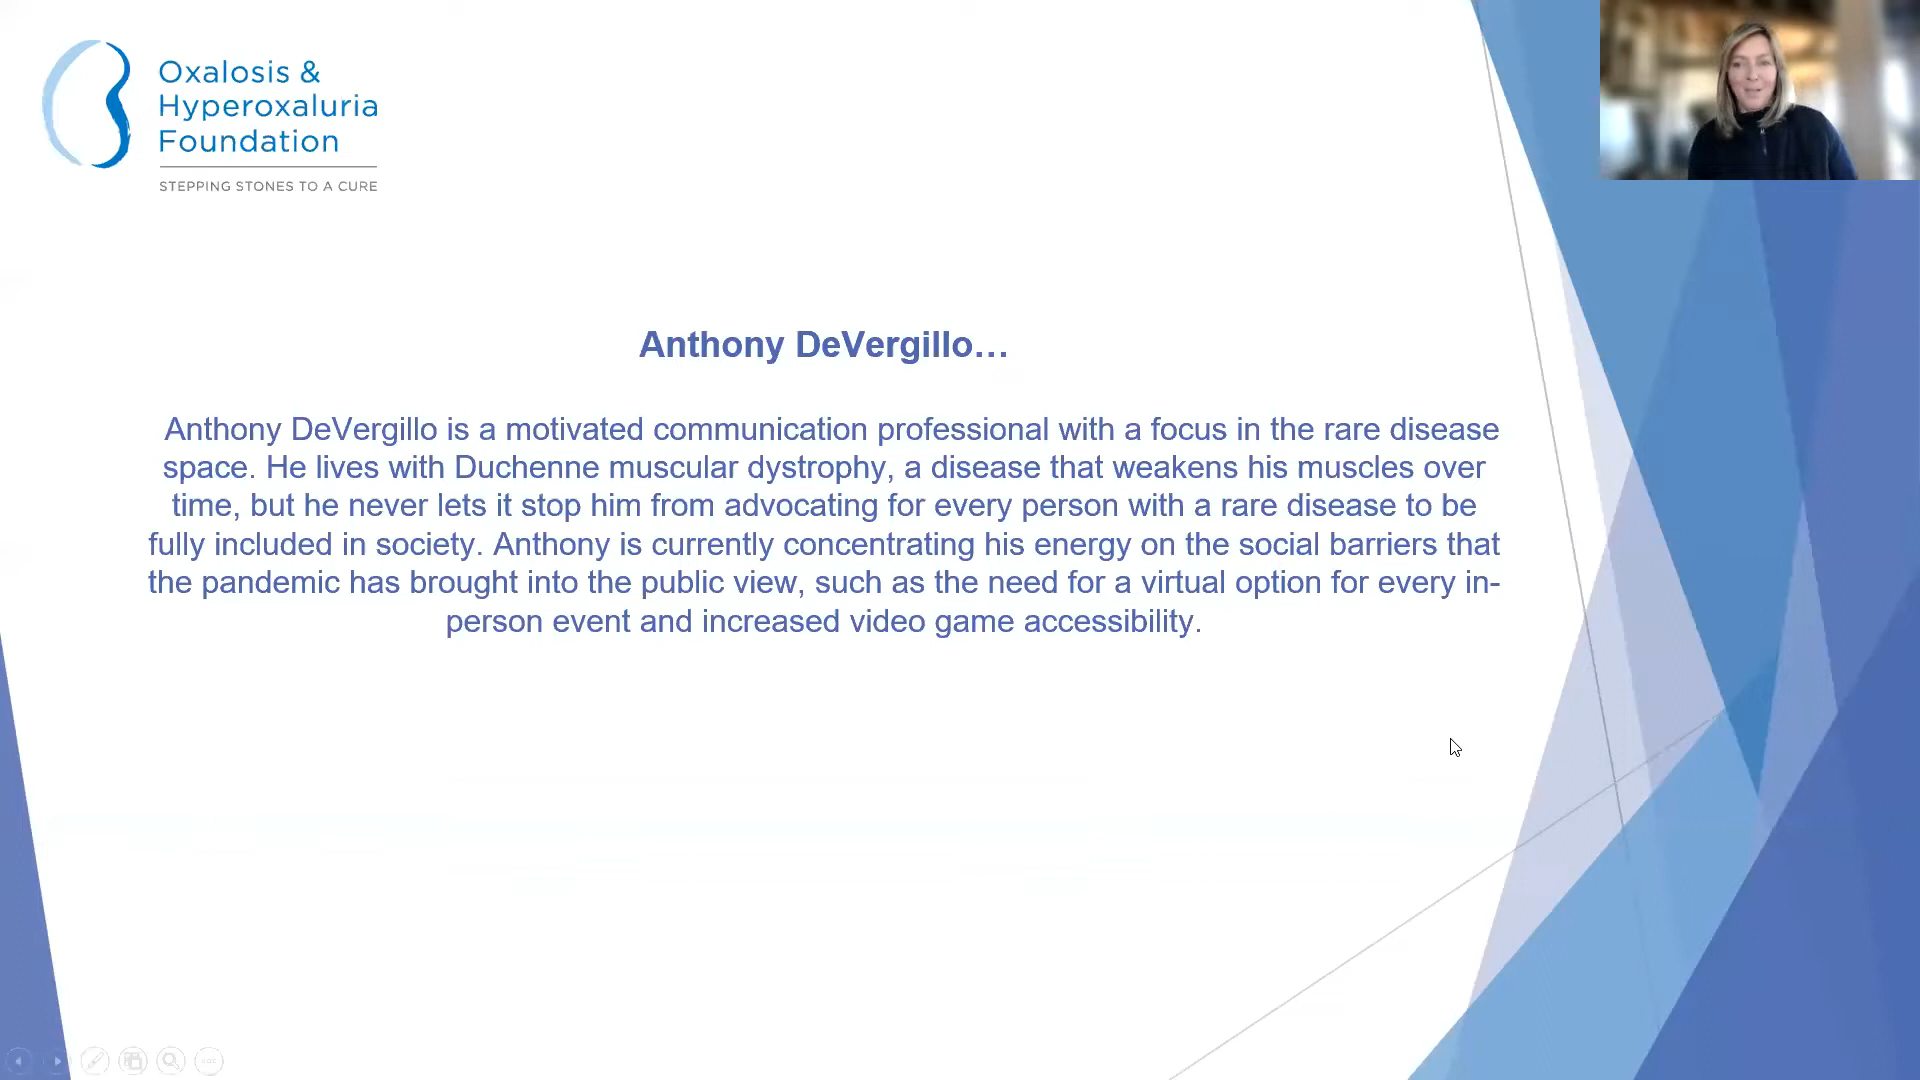 Oxalosis &
Hyperoxaluria
Foundation
STEPPING STONES TO A CURE
Anthony DeVergillo…
Anthony DeVergillo is a motivated communication professional with a focus in the rare disease
space. He lives with Duchenne muscular dystrophy, a disease that weakens his muscles over
time, but he never lets it stop him from advocating for every person with a rare disease to be
fully included in society. Anthony is currently concentrating his energy on the social barriers that
the pandemic has brought into the public view, such as the need for a virtual option for every in-
person event and increased video game accessibility.